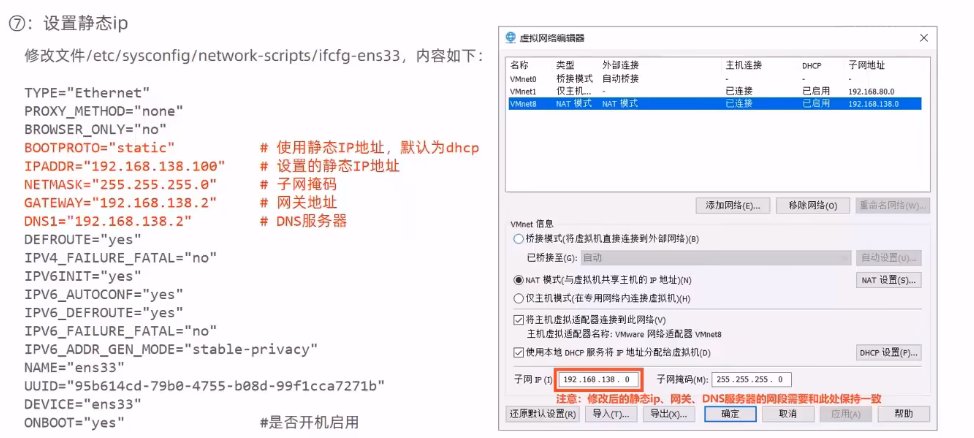 ⑦：设置静态ip
修改文件/etc/sysconfig/network-scripts/ifcfg-ens33，内容如下：
TYPE="Ethernet"
PROXY_METHOD="none"
BROWSER_ONLY="no"
BOOTPROTO="static" # 使用静态IP地址，默认为dhcp
IPADDR="192.168.138.100" # 设置的静态IP地址
NETMASK="255.255.255.0" # 子网掩码
GATEWAY="192.168.138.2" # 网关地址
DNS1="192.168.138.2" # DNS服务器
DEFROUTE="yes"
IPV4_FAILURE_FATAL="no"
IPV6INIT="yes"
IPV6_AUTOCONF="yes"
IPV6_DEFROUTE="yes"
IPV6_FAILURE_FATAL="no"
IPV6_ADDR_GEN_MODE="stable-privacy"
NAME="ens33"
UUID="95b614cd-79b0-4755-b08d-99f1cca7271b"
DEVICE="ens33"
ONBOOT="yes" #是否开机启用
虚拟网络编辑器
名称 类型 外部连接 主机连接 DHCP 子网地址
VMnet0 桥接模式 自动桥接 - - -
VMnet1 仅主机... - 已连接 已启用 192.168.80.0
VMnet8 NAT 模式 NAT 模式 已连接 已启用 192.168.138.0
添加网络(E)... 移除网络(O) 重命名网络(W)...
VMnet 信息
桥接模式(将虚拟机直接连接到外部网络)(B)
已桥接至(G): 自动 自动设置(U)...
NAT 模式(与虚拟机共享主机的 IP 地址)(N) NAT 设置(S)...
仅主机模式(在专用网络内连接虚拟机)(H)
将主机虚拟适配器连接到此网络(V)
主机虚拟适配器名称: VMware 网络适配器 VMnet8
使用本地 DHCP 服务将 IP 地址分配给虚拟机(D) DHCP 设置(P)...
子网 IP (I) 192.168.138. 0 子网掩码(M): 255.255.255. 0
注意：修改后的静态ip、网关、DNS服务器的网段需要和此处保持一致
还原默认设置(R) 导入(T)... 导出(X)... 确定 取消 应用(A) 帮助